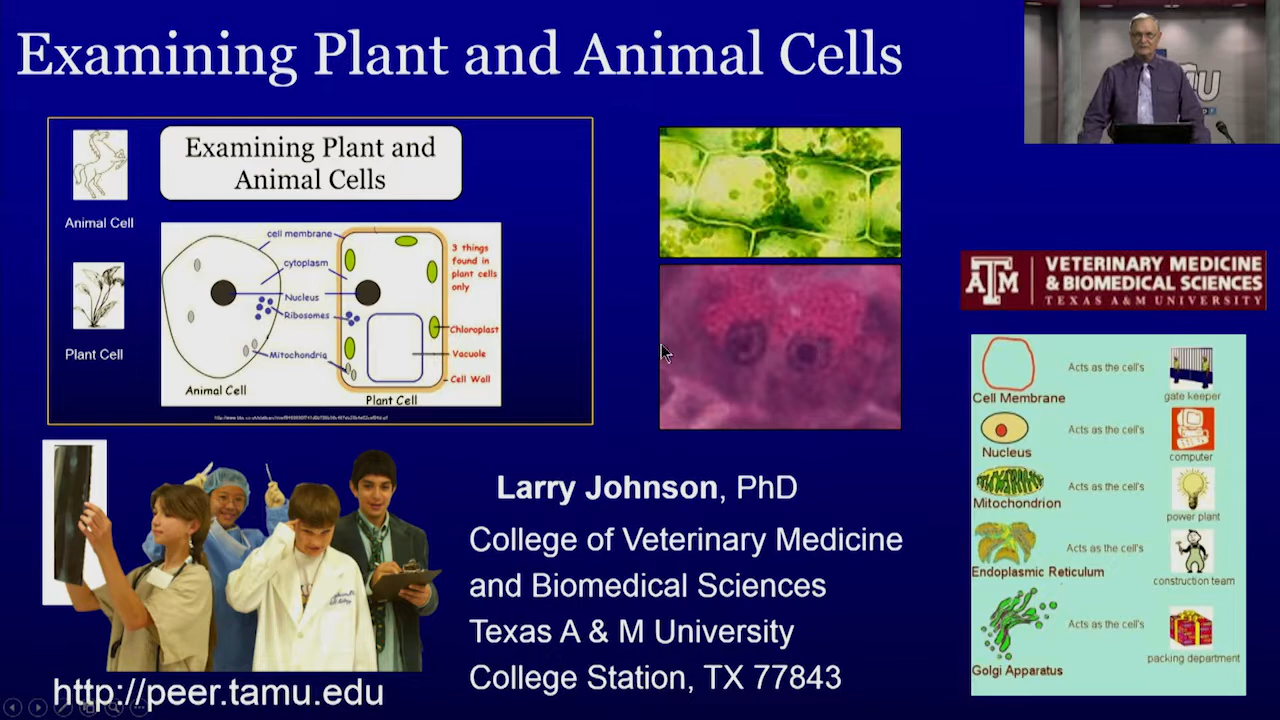 Examining Plant and Animal Cells
Examining Plant and
Animal Cells
Animal Cell
Plant Cell
cell membrane
cytoplasm
Nucleus
Ribosomes
Mitochondria
Animal Cell
Plant Cell
3 things
found in
plant cells
only
Chloroplast
Vacuole
Cell Wall
U
ATM
VETERINARY MEDICINE
& BIOMEDICAL SCIENCES
TEXAS A&M UNIVERSITY
Cell Membrane
Acts as the cell's
gate keeper
Nucleus
Acts as the cell's
computer
Mitochondrion
Acts as the cell's
power plant
Endoplasmic Reticulum
Acts as the cell's
construction team
Golgi Apparatus
Acts as the cell's
packing department
Larry Johnson, PhD
College of Veterinary Medicine
and Biomedical Sciences
Texas A & M University
College Station, TX 77843
http://peer.tamu.edu